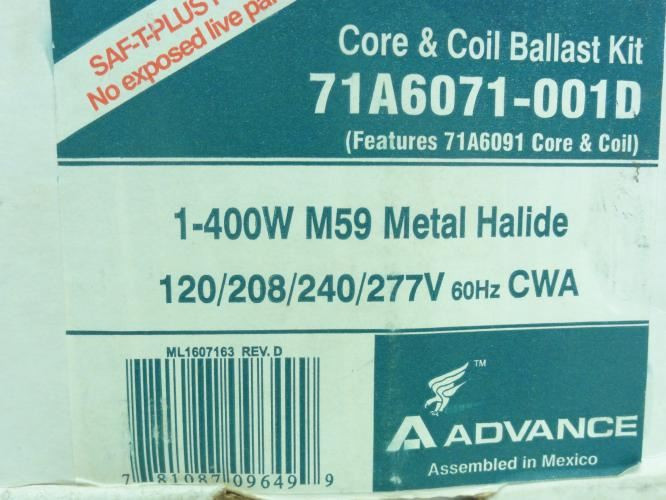 SAF-T-PLUS
No exposed live
Core & Coil Ballast Kit
71A6071-001D
(Features 71A6091 Core & Coil)
1-400W M59 Metal Halide
120/208/240/277V 60Hz CWA
ML1607163 REV. D
7 81087 09649 9
TM
ADVANCE
Assembled in Mexico